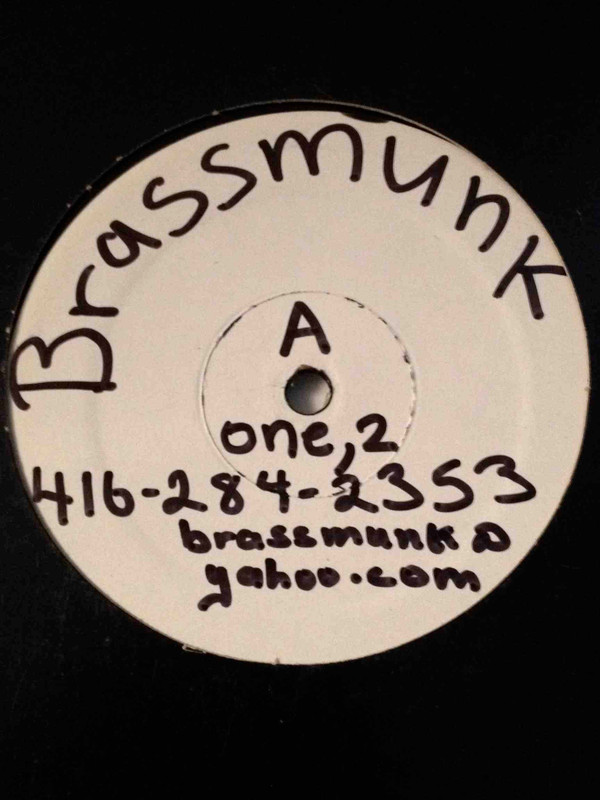 Brassmunk
A
one, 2
416-284-2353
brassmunk@
yahoo.com